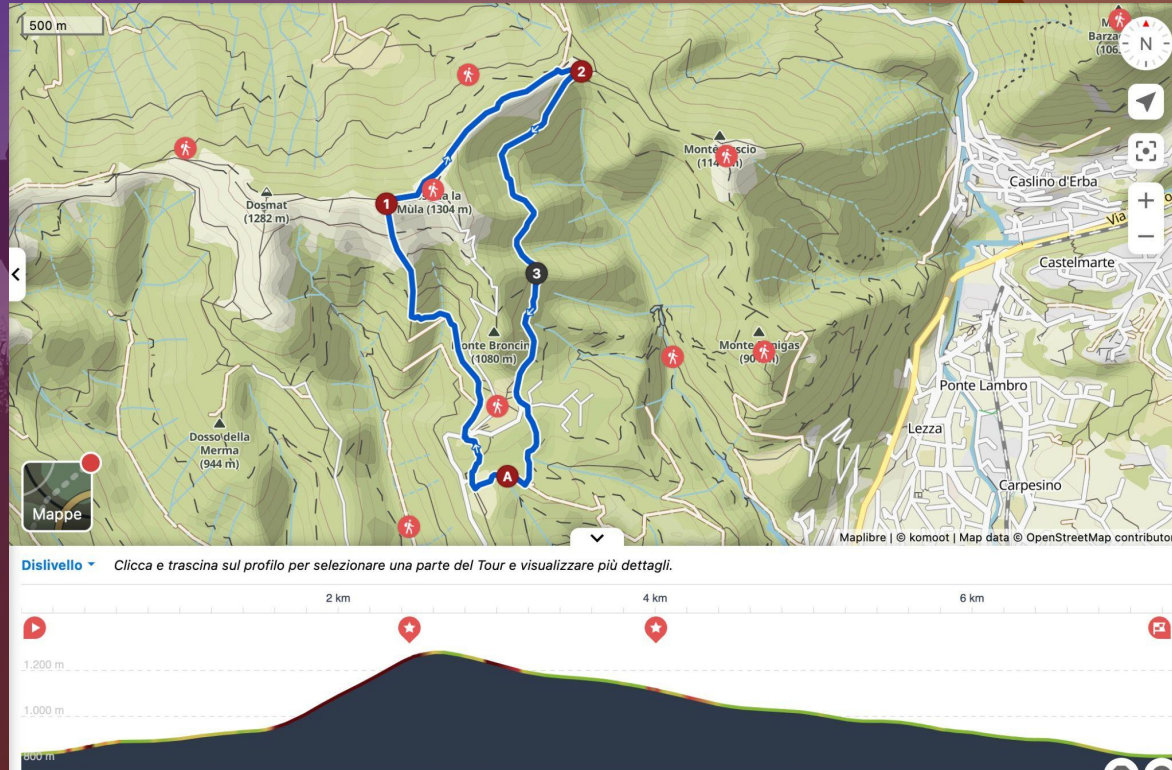 500 m
N
1
2
3
A
Dosmat
(1282 m)
la
Mula (1304 m)
Caslino d'Erba
Castelmarte
Via
Monte Broncin
(1080 m)
Monte
Ponte Lambro
Lezza
Carpesino
Dosso della
Merma
(944 m)
Mappe
Maplibre | © komoot | Map data © OpenStreetMap contributor
Dislivello
Clicca e trascina sul profilo per selezionare una parte del Tour e visualizzare più dettagli.
2 km
4 km
6 km
1.200 m
1.000 m
800 m